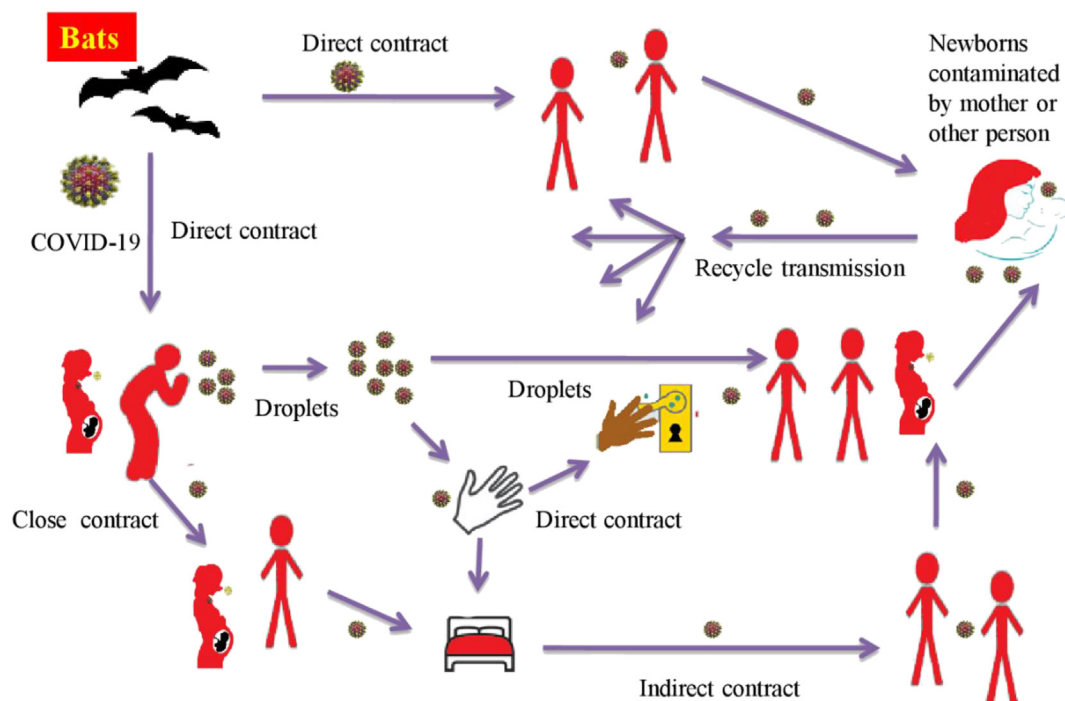 Bats
Direct contract
Newborns
contaminated
by mother or
other person
COVID-19
Direct contract
Recycle transmission
Droplets
Droplets
Close contract
Direct contract
Indirect contract